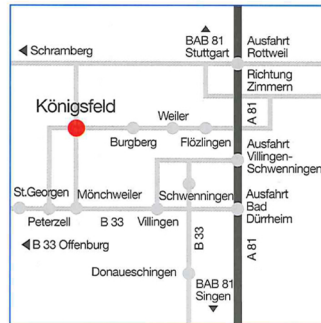 BAB 81
Stuttgart
Ausfahrt
Rottweil
Schramberg
Richtung
Zimmern
Königsfeld
Weiler
A 81
Burgberg
Flözlingen
Ausfahrt
Villingen-
Schwenningen
St.Georgen
Mönchweiler
Schwenningen
Ausfahrt
Bad
Dürrheim
Peterzell
B 33
Villingen
B 33 Offenburg
B 33
A 81
Donaueschingen
BAB 81
Singen